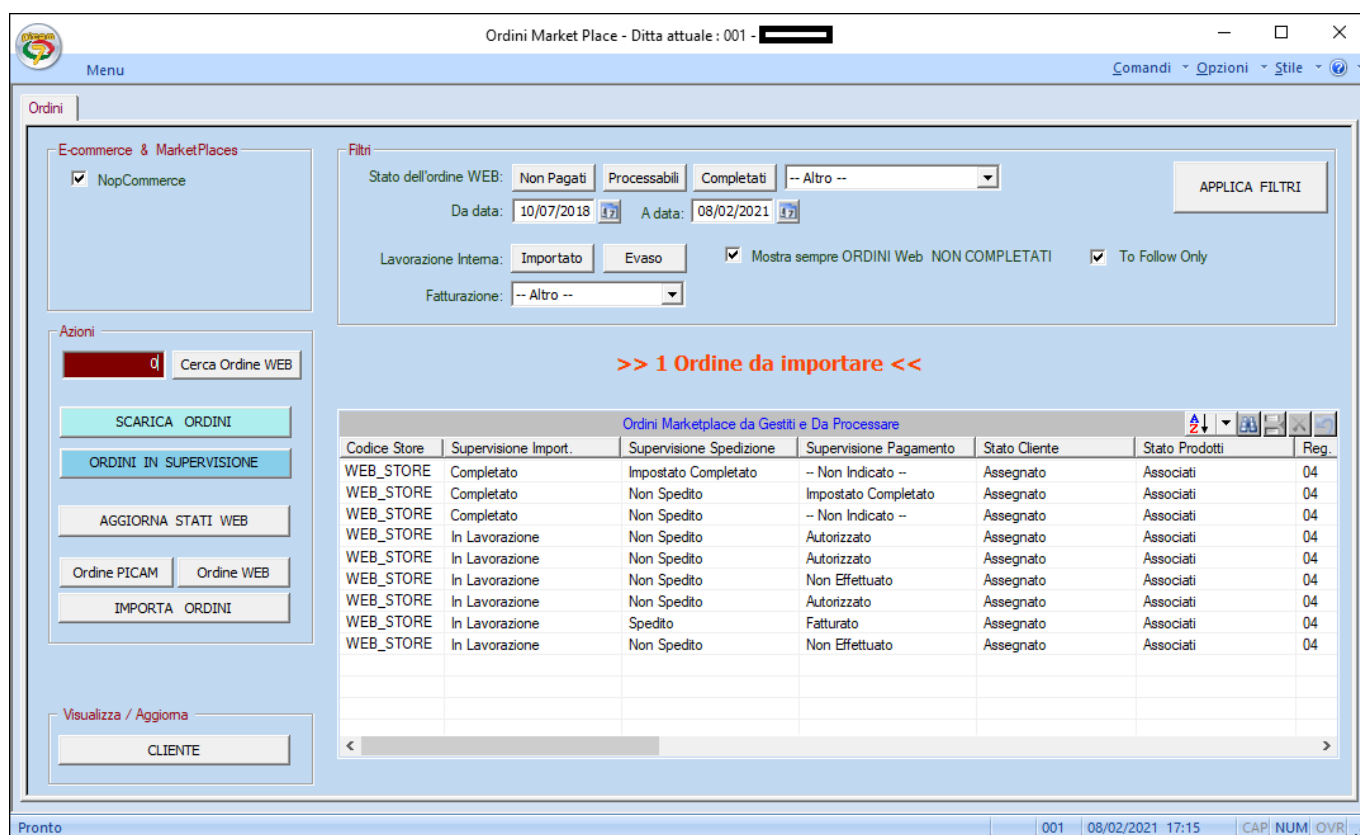 picam
Ordini Market Place - Ditta attuale : 001 -
Menu
Comandi Opzioni Stile
Ordini
E-commerce & MarketPlaces
NopCommerce
Filtri
Stato dell'ordine WEB: Non Pagati Processabili Completati -- Altro --
APPLICA FILTRI
Da data: 10/07/2018 A data: 08/02/2021
Lavorazione Interna: Importato Evaso Mostra sempre ORDINI Web NON COMPLETATI To Follow Only
Fatturazione: -- Altro --
Azioni
0 Cerca Ordine WEB
SCARICA ORDINI
ORDINI IN SUPERVISIONE
AGGIORNA STATI WEB
Ordine PICAM Ordine WEB
IMPORTA ORDINI
Visualizza / Aggiorna
CLIENTE
>> 1 Ordine da importare <<
Ordini Marketplace da Gestiti e Da Processare
Codice Store Supervisione Import. Supervisione Spedizione Supervisione Pagamento Stato Cliente Stato Prodotti Reg.
WEB_STORE Completato Impostato Completato -- Non Indicato -- Assegnato Associati 04
WEB_STORE Completato Non Spedito Impostato Completato Assegnato Associati 04
WEB_STORE Completato Non Spedito -- Non Indicato -- Assegnato Associati 04
WEB_STORE In Lavorazione Non Spedito Autorizzato Assegnato Associati 04
WEB_STORE In Lavorazione Non Spedito Autorizzato Assegnato Associati 04
WEB_STORE In Lavorazione Non Spedito Non Effettuato Assegnato Associati 04
WEB_STORE In Lavorazione Non Spedito Autorizzato Assegnato Associati 04
WEB_STORE In Lavorazione Spedito Fatturato Assegnato Associati 04
WEB_STORE In Lavorazione Non Spedito Non Effettuato Assegnato Associati 04
Pronto 001 08/02/2021 17:15 CAP NUM OVR